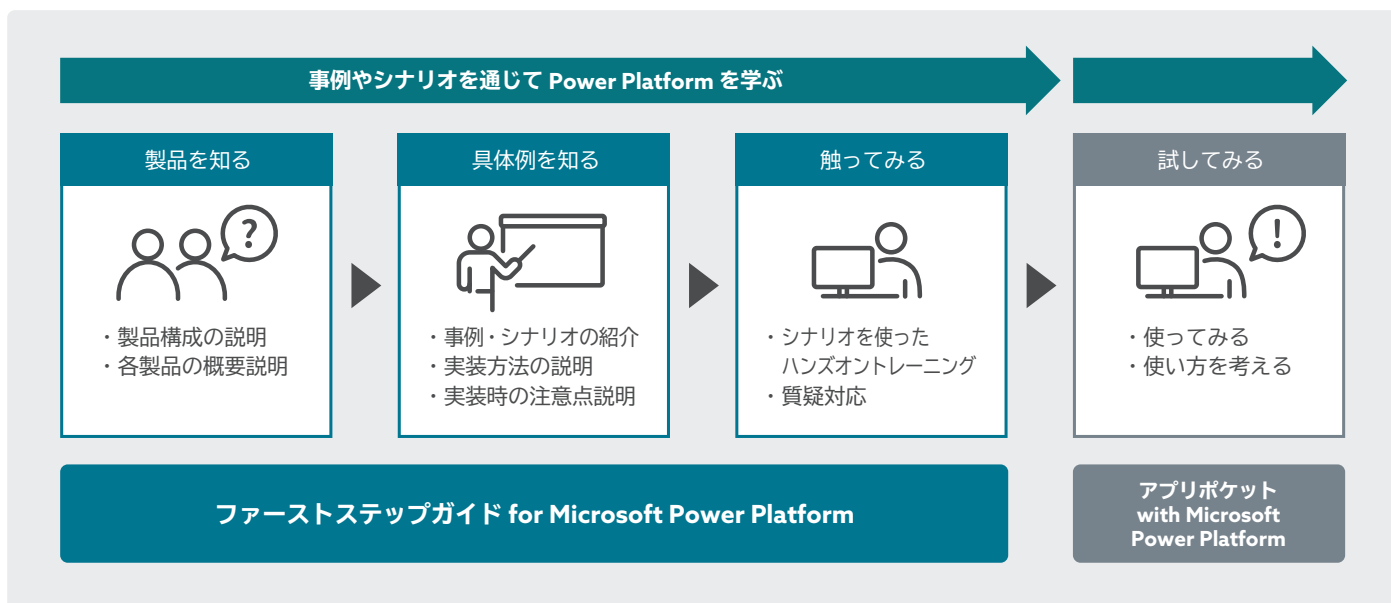 事例やシナリオを通じて Power Platform を学ぶ
製品を知る
?
・製品構成の説明
・各製品の概要説明
具体例を知る
・事例・シナリオの紹介
・実装方法の説明
・実装時の注意点説明
触ってみる
・シナリオを使った
ハンズオントレーニング
・質疑対応
試してみる
!
・使ってみる
・使い方を考える
ファーストステップガイド for Microsoft Power Platform
アプリポケット
with Microsoft
Power Platform